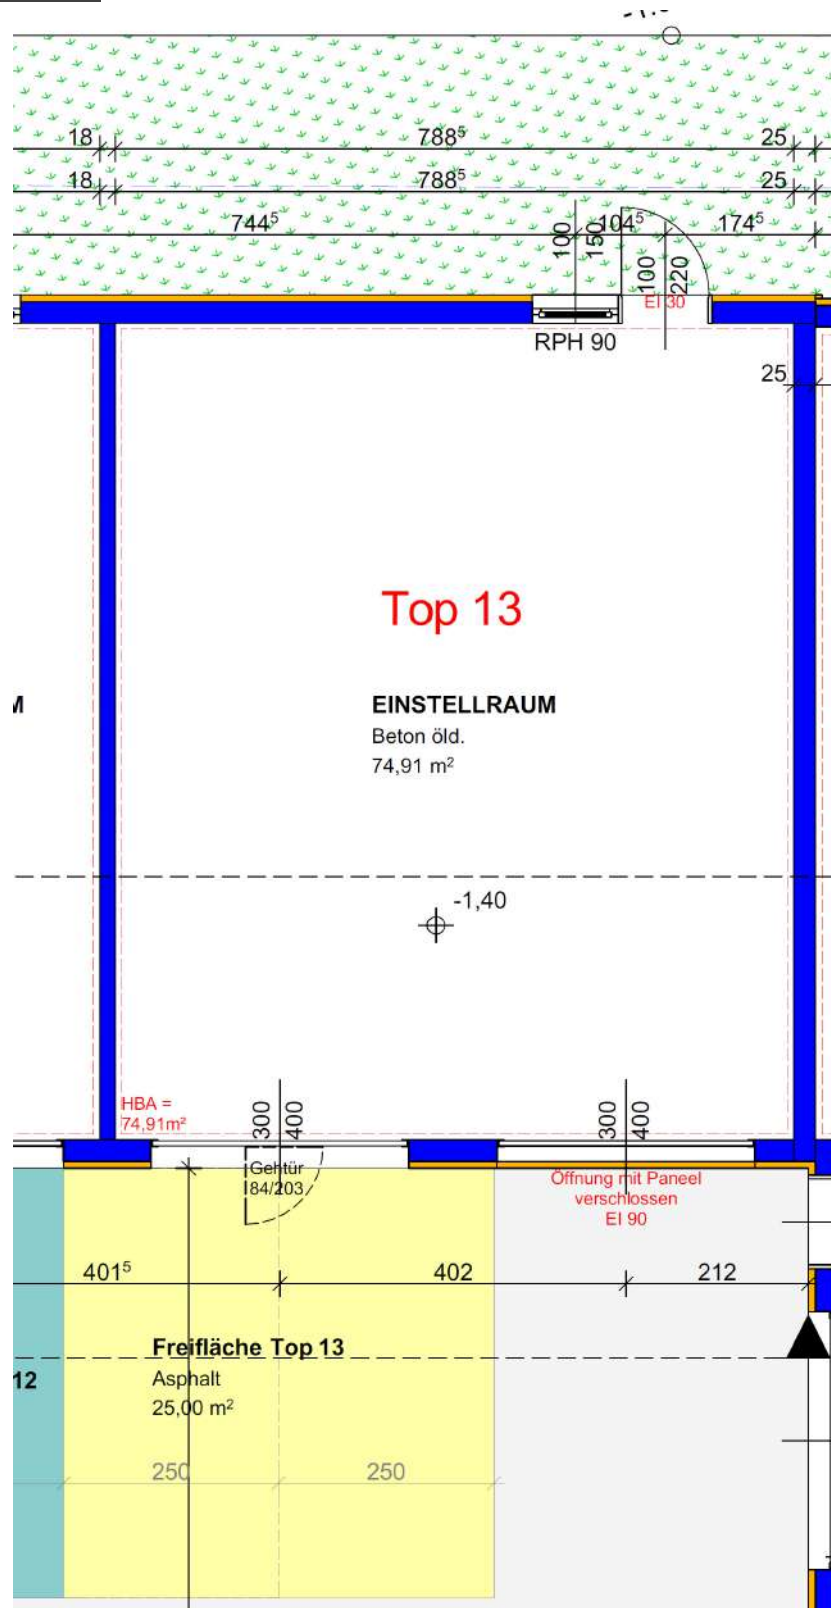 18 788⁵ 25
18 788⁵ 25
744⁵ 104⁵ 174⁵
100
150
100
220
EI 30
RPH 90
25
Top 13
M
EINSTELLRAUM
Beton öld.
74,91 m²
-1,40
HBA =
74,91m²
300
400
300
400
Gehtür
84/203
Öffnung mit Paneel
verschlossen
EI 90
401⁵ 402 212
Freifläche Top 13
12
Asphalt
25,00 m²
250 250